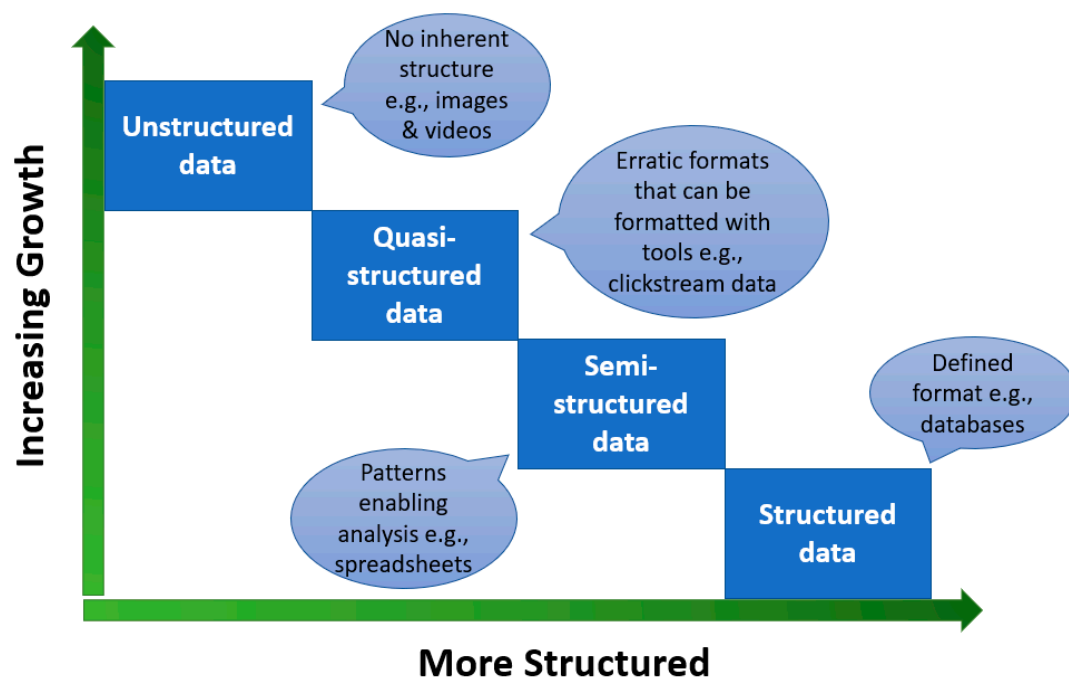 No inherent
structure
e.g., images
& videos
Unstructured
data
Erratic formats
that can be
formatted with
tools e.g.,
clickstream data
Quasi-
structured
data
Semi-
structured
data
Defined
format e.g.,
databases
Patterns
enabling
analysis e.g.,
spreadsheets
Structured
data
Increasing Growth
More Structured